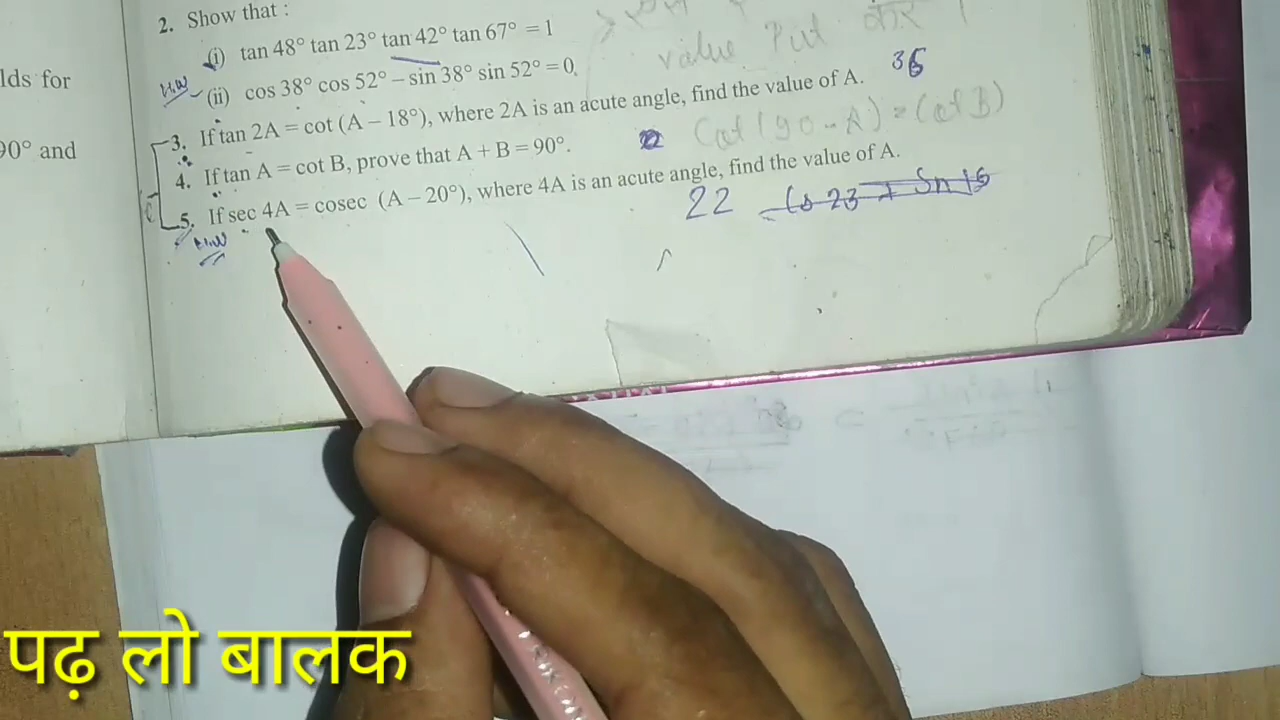 2. Show that :
(i) tan 48° tan 23° tan 42° tan 67° = 1
value Put
H.W (ii) cos 38° cos 52° – sin 38° sin 52° = 0.
lds for
3. If tan 2A = cot (A – 18°), where 2A is an acute angle, find the value of A. 36
90° and
4. If tan A = cot B, prove that A + B = 90°. Cot (90 - A) = Cot B)
5. If sec 4A = cosec (A – 20°), where 4A is an acute angle, find the value of A.
H.W
22
पढ़ लो बालक